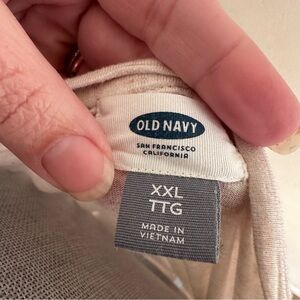 OLD NAVY
SAN FRANCISCO
CALIFORNIA
XXL
TTG
MADE IN
VIETNAM